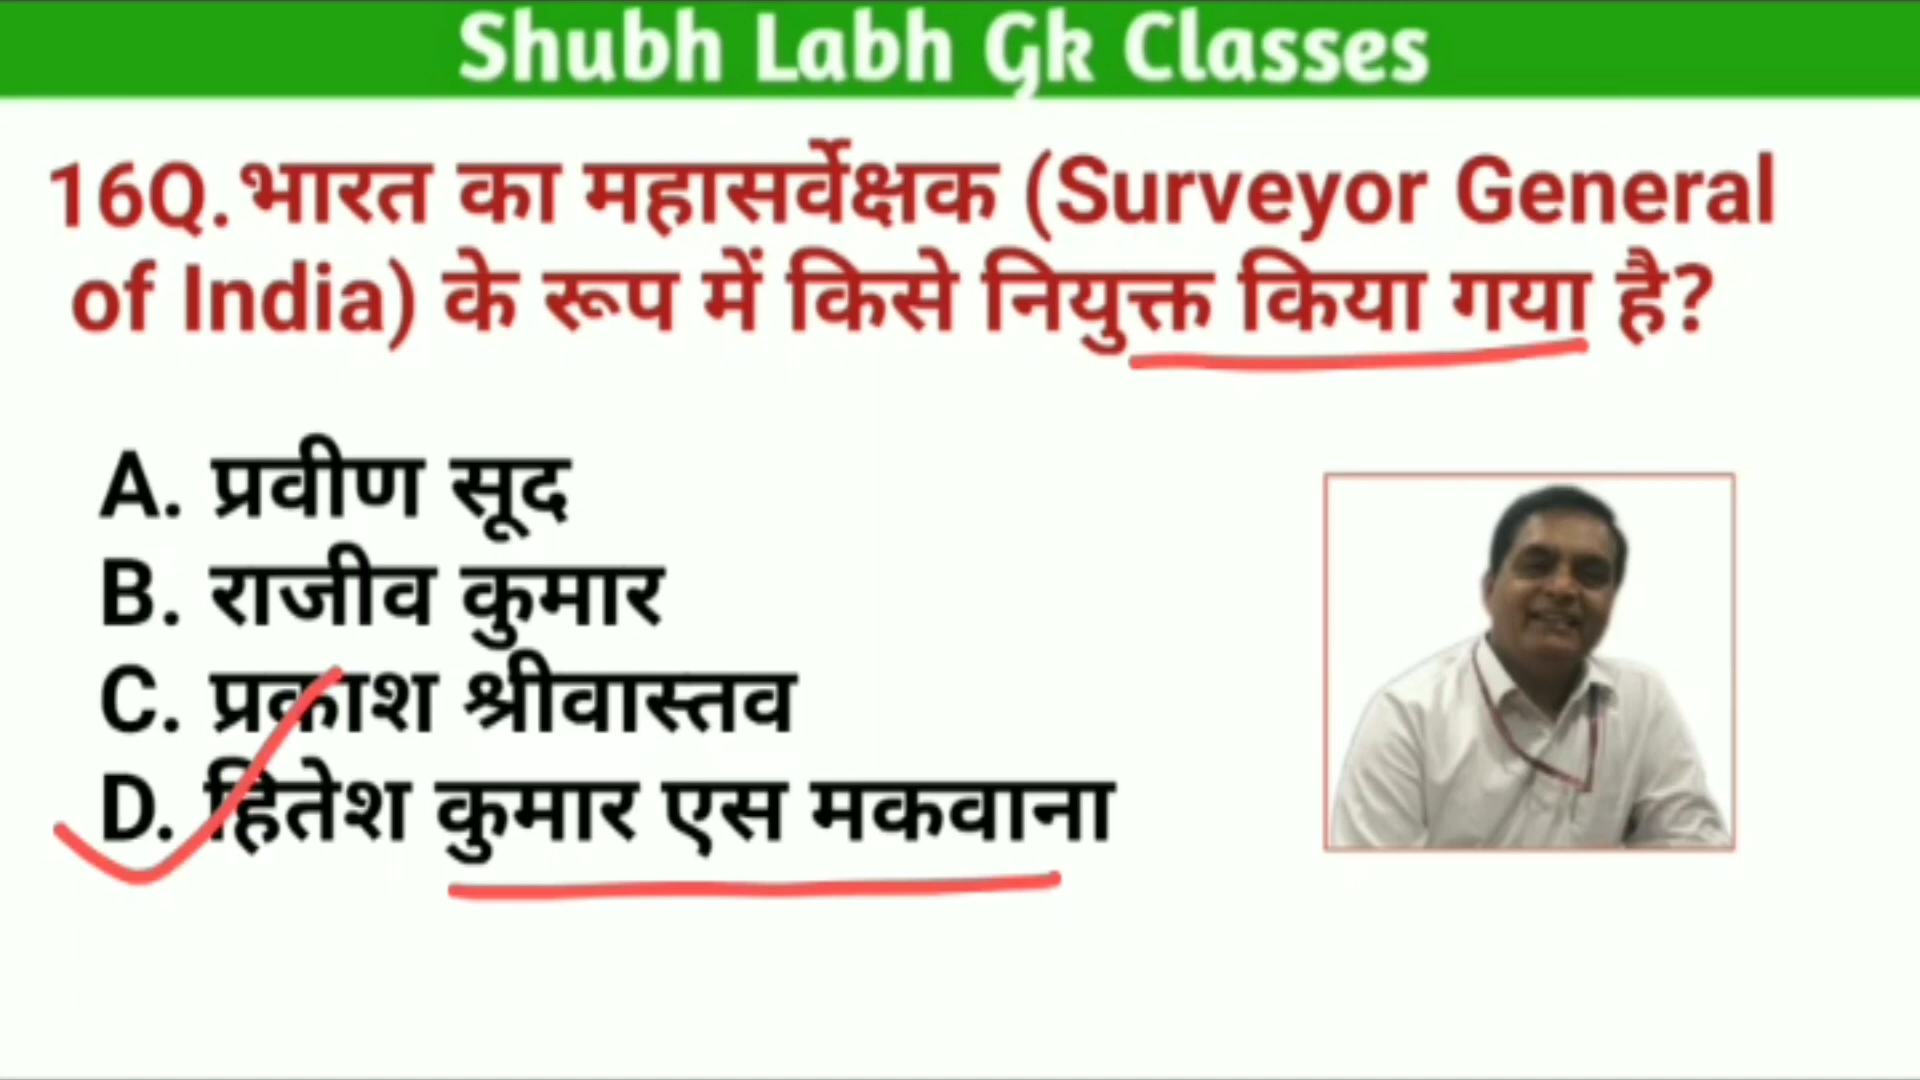 Shubh Labh Gk Classes
16Q.भारत का महासर्वेक्षक (Surveyor General
of India) के रूप में किसे नियुक्त किया गया है?
A. प्रवीण सूद
B. राजीव कुमार
C. प्रकाश श्रीवास्तव
D. हितेश कुमार एस मकवाना